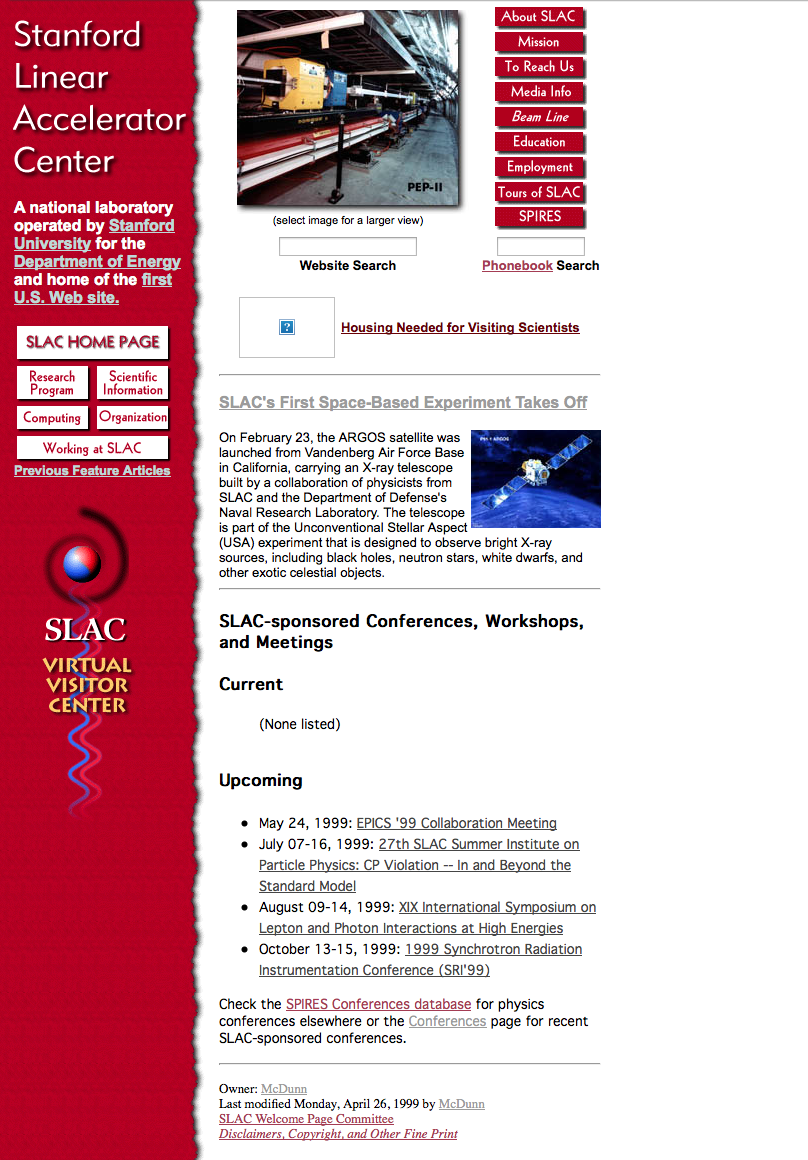 Stanford
Linear
Accelerator
Center
A national laboratory
operated by Stanford
University for the
Department of Energy
and home of the first
U.S. Web site.
SLAC HOME PAGE
Research
Program
Scientific
Information
Computing
Organization
Working at SLAC
Previous Feature Articles
SLAC
VIRTUAL
VISITOR
CENTER
PEP-II
(select image for a larger view)
Website Search
About SLAC
Mission
To Reach Us
Media Info
Beam Line
Education
Employment
Tours of SLAC
SPIRES
Phonebook Search
?
Housing Needed for Visiting Scientists
SLAC's First Space-Based Experiment Takes Off
On February 23, the ARGOS satellite was
launched from Vandenberg Air Force Base
in California, carrying an X-ray telescope
built by a collaboration of physicists from
SLAC and the Department of Defense's
Naval Research Laboratory. The telescope
is part of the Unconventional Stellar Aspect
(USA) experiment that is designed to observe bright X-ray
sources, including black holes, neutron stars, white dwarfs, and
other exotic celestial objects.
P91-1 ARGOS
SLAC-sponsored Conferences, Workshops,
and Meetings
Current
(None listed)
Upcoming
• May 24, 1999: EPICS '99 Collaboration Meeting
• July 07-16, 1999: 27th SLAC Summer Institute on
Particle Physics: CP Violation -- In and Beyond the
Standard Model
• August 09-14, 1999: XIX International Symposium on
Lepton and Photon Interactions at High Energies
• October 13-15, 1999: 1999 Synchrotron Radiation
Instrumentation Conference (SRI'99)
Check the SPIRES Conferences database for physics
conferences elsewhere or the Conferences page for recent
SLAC-sponsored conferences.
Owner: McDunn
Last modified Monday, April 26, 1999 by McDunn
SLAC Welcome Page Committee
Disclaimers, Copyright, and Other Fine Print